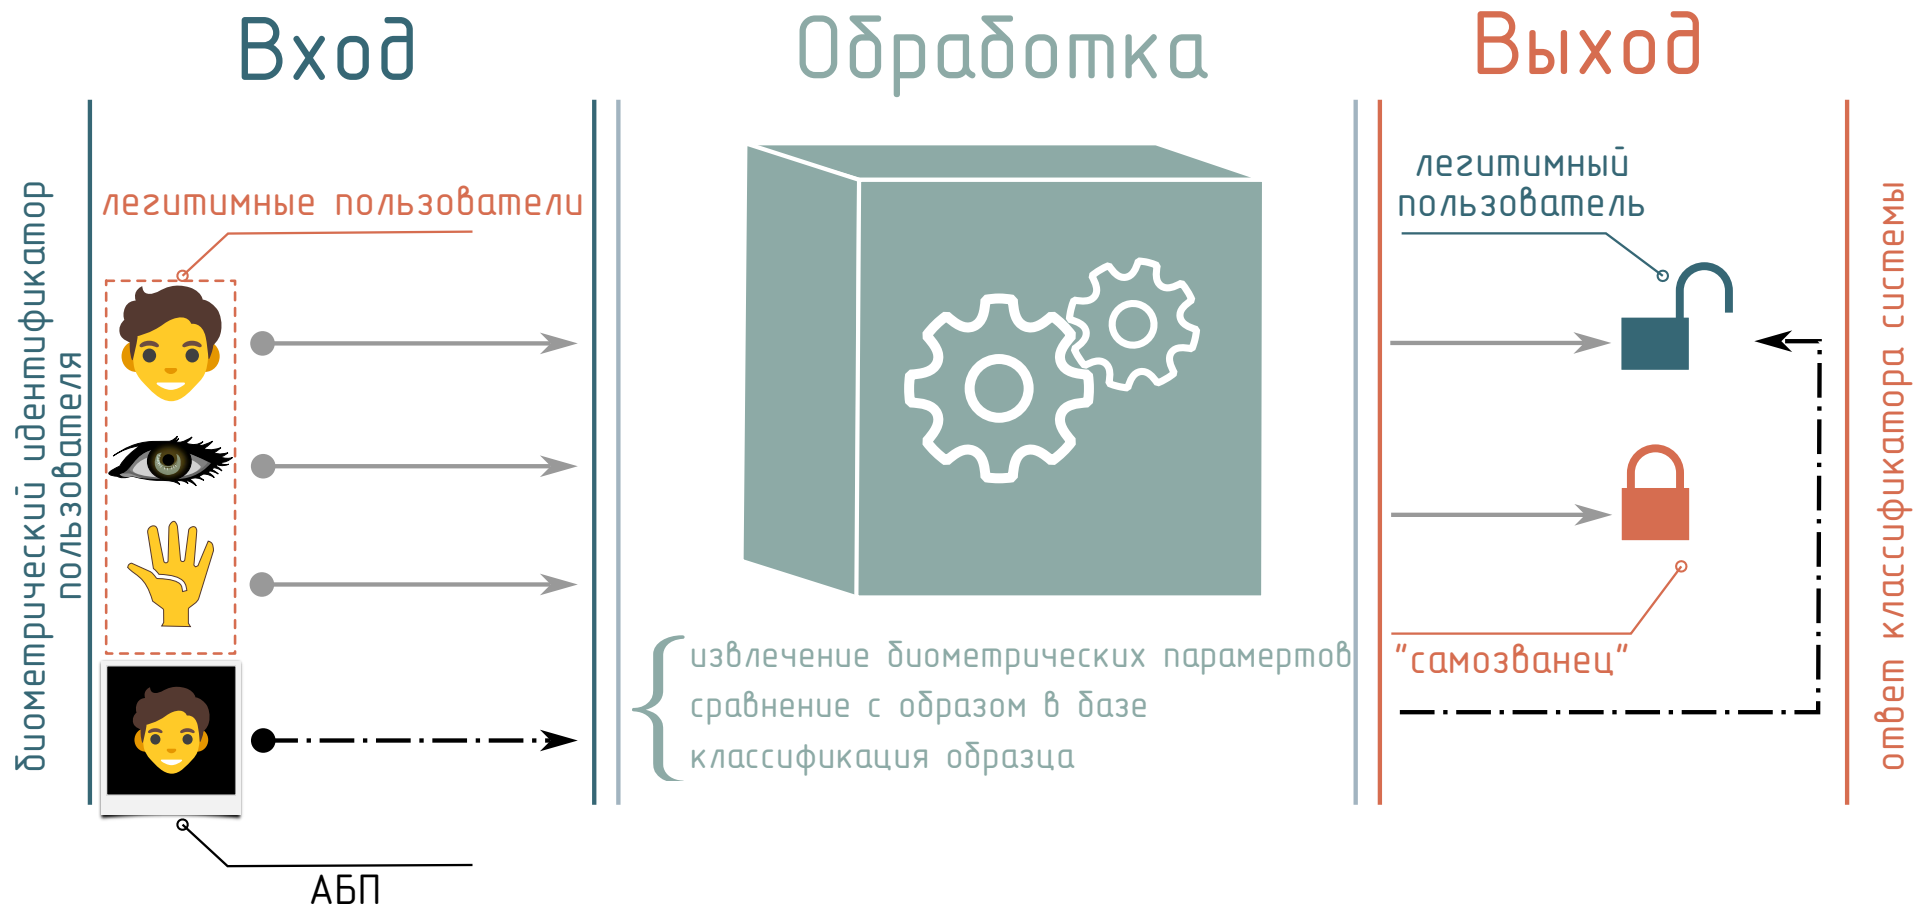 Вход
Обработка
Выход
биометрический идентификатор
пользователя
легитимные пользователи
АБП
извлечение биометрических парамертов
сравнение с образом в базе
классификация образца
легитимный
пользователь
"самозванец"
ответ классификатора системы